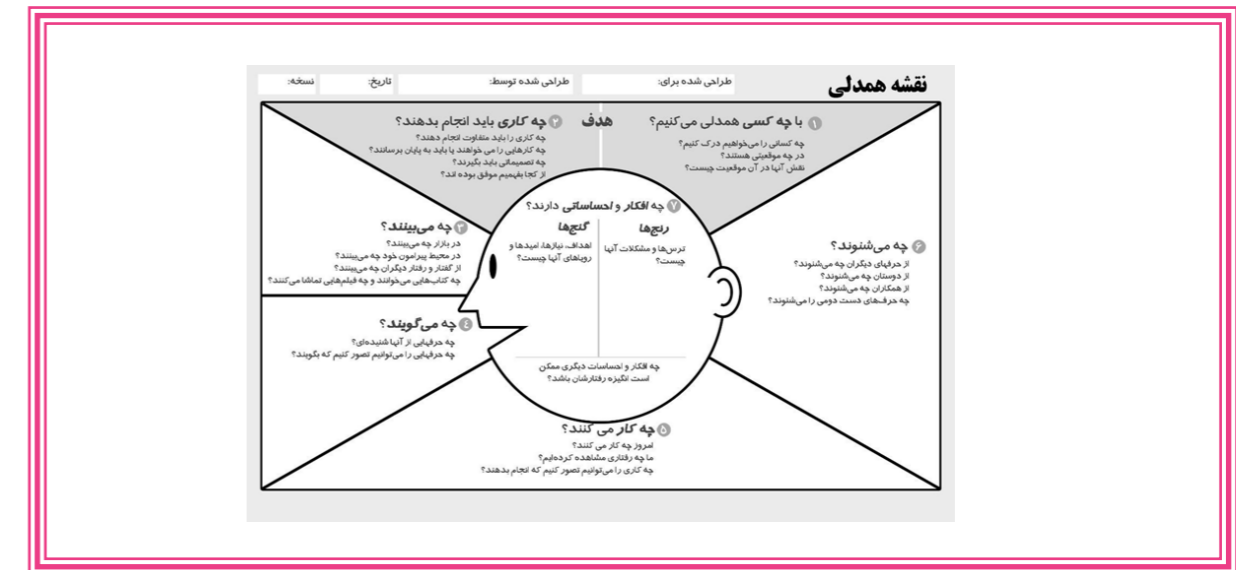 نقشه همدلی
طراحی شده برای:
طراحی شده توسط:
تاریخ:
نسخه:
هدف
۱ با چه کسی همدلی می‌کنیم؟
چه کسانی را می‌خواهیم درک کنیم؟
در چه موقعیتی هستند؟
نقش آنها در آن موقعیت چیست؟
۲ چه کاری باید انجام بدهند؟
چه کاری را باید متفاوت انجام دهند؟
چه کارهایی را می خواهند یا باید به پایان برسانند؟
چه تصمیماتی باید بگیرند؟
از کجا بفهمیم موفق بوده اند؟
۳ چه می‌بینند؟
در بازار چه می‌بینند؟
در محیط پیرامون خود چه می‌بینند؟
از گفتار و رفتار دیگران چه می‌بینند؟
چه کتاب‌هایی می‌خوانند و چه فیلم‌هایی تماشا می‌کنند؟
۴ چه می‌گویند؟
چه حرفهایی از آنها شنیده‌ای؟
چه حرفهایی را می‌توانیم تصور کنیم که بگویند؟
۵ چه کار می کنند؟
امروز چه کار می کنند؟
ما چه رفتاری مشاهده کرده‌ایم؟
چه کاری را می‌توانیم تصور کنیم که انجام بدهند؟
۶ چه می‌شنوند؟
از حرفهای دیگران چه می‌شنوند؟
از دوستان چه می‌شنوند؟
از همکاران چه می‌شنوند؟
چه حرف‌های دست دومی را می‌شنوند؟
۷ چه افکار و احساساتی دارند؟
رنج‌ها
ترس‌ها و مشکلات آنها
چیست؟
گنج‌ها
اهداف، نیازها، امیدها و
رویاهای آنها چیست؟
چه افکار و احساسات دیگری ممکن
است انگیزه رفتارشان باشد؟